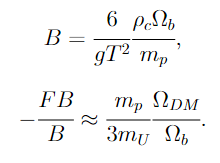 B = \frac{6}{gT^2} \frac{\rho_c \Omega_b}{m_p},
-\frac{FB}{B} \approx \frac{m_p}{3m_U} \frac{\Omega_{DM}}{\Omega_b}.